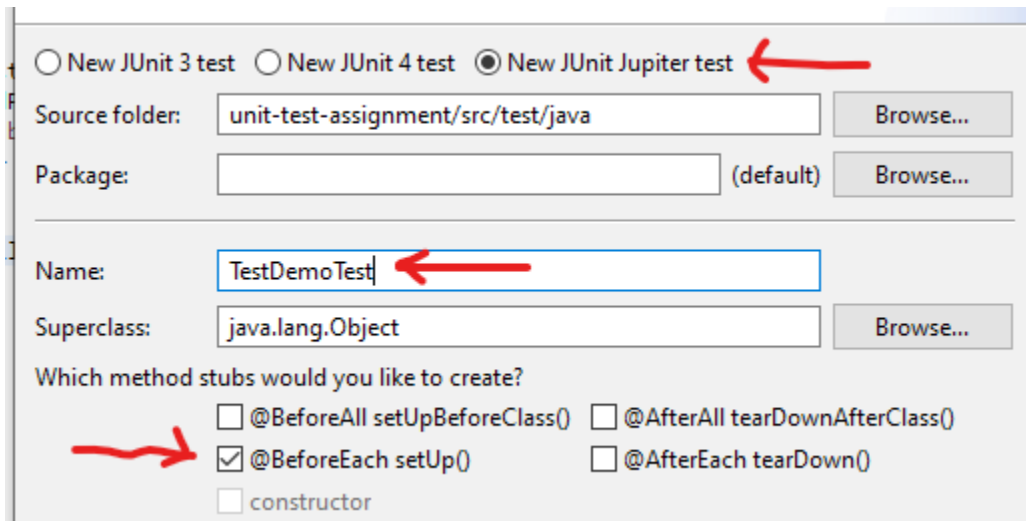 New JUnit 3 test New JUnit 4 test New JUnit Jupiter test
Source folder: unit-test-assignment/src/test/java Browse...
Package: (default) Browse...
Name: TestDemoTest
Superclass: java.lang.Object Browse...
Which method stubs would you like to create?
@BeforeAll setUpBeforeClass() @AfterAll tearDownAfterClass()
@BeforeEach setUp() @AfterEach tearDown()
constructor